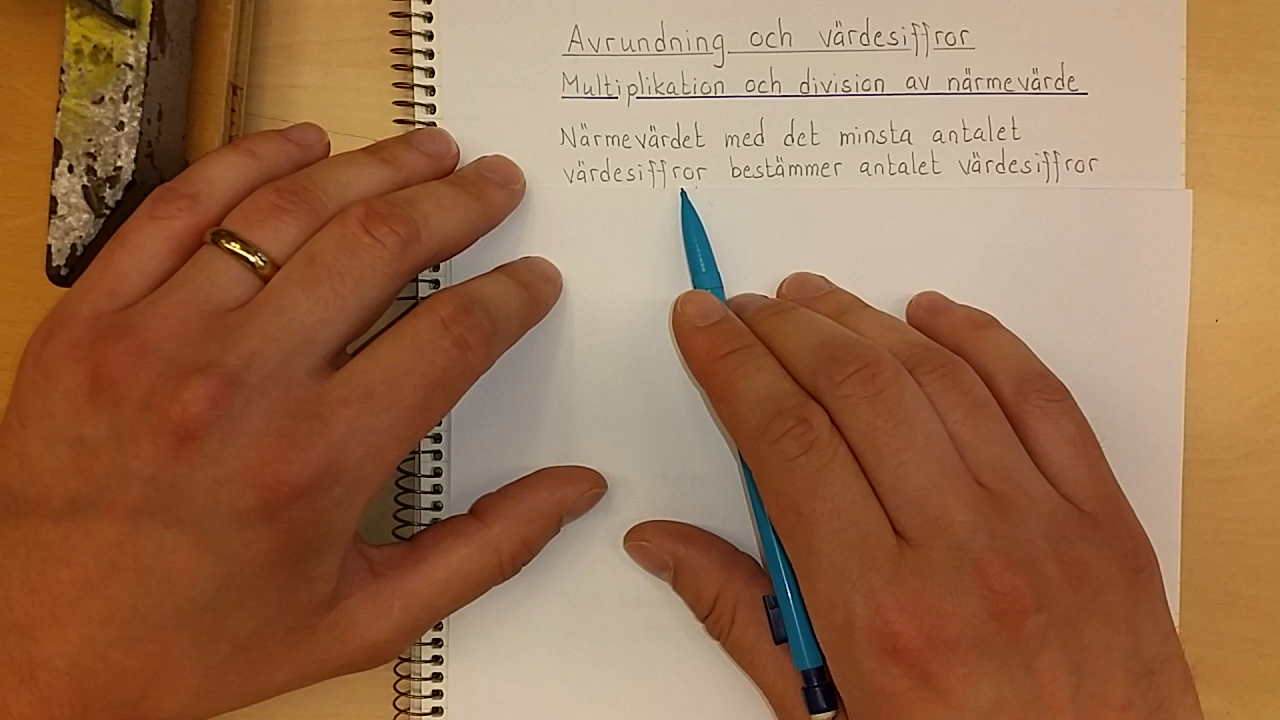 Avrundning och värdesiffror
Multiplikation och division av närmevärde
Närmevärdet med det minsta antalet
värdesiffror bestämmer antalet värdesiffror